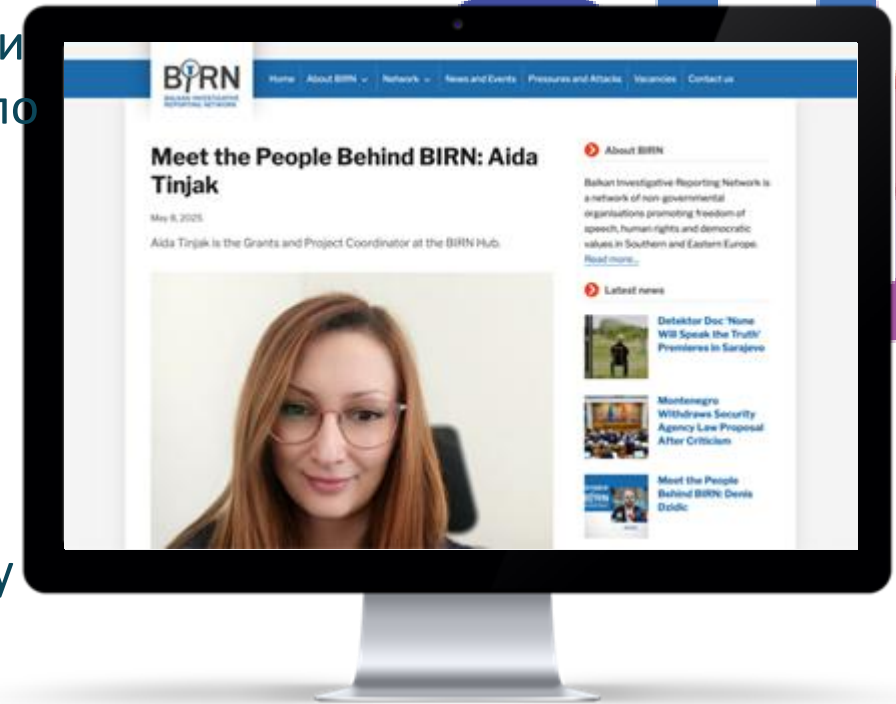 и
ло
у
BIRN
BALKAN INVESTIGATIVE
REPORTING NETWORK
Home About BIRN Network News and Events Pressures and Attacks Vacancies Contact us
Meet the People Behind BIRN: Aida
Tinjak
May 8, 2025
Aida Tinjak is the Grants and Project Coordinator at the BIRN Hub.
About BIRN
Balkan Investigative Reporting Network is
a network of non-governmental
organisations promoting freedom of
speech, human rights and democratic
values in Southern and Eastern Europe.
Read more...
Latest news
Detektor Doc 'None
Will Speak the Truth'
Premieres in Sarajevo
Montenegro
Withdraws Security
Agency Law Proposal
After Criticism
Meet the People
Behind BIRN: Denis
Dzidic